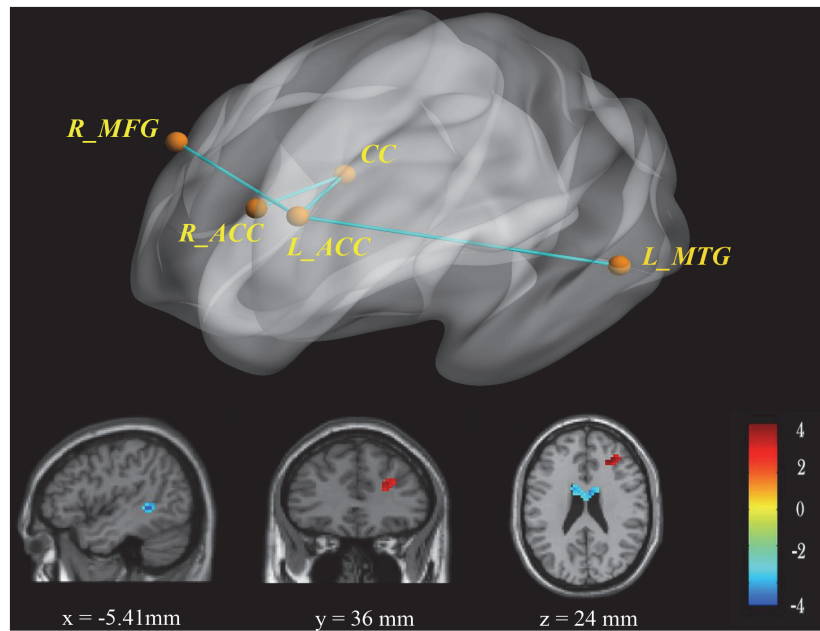 R_MFG
CC
R_ACC
L_ACC
L_MTG
4
2
0
-2
-4
x = -5.41mm
y = 36 mm
z = 24 mm